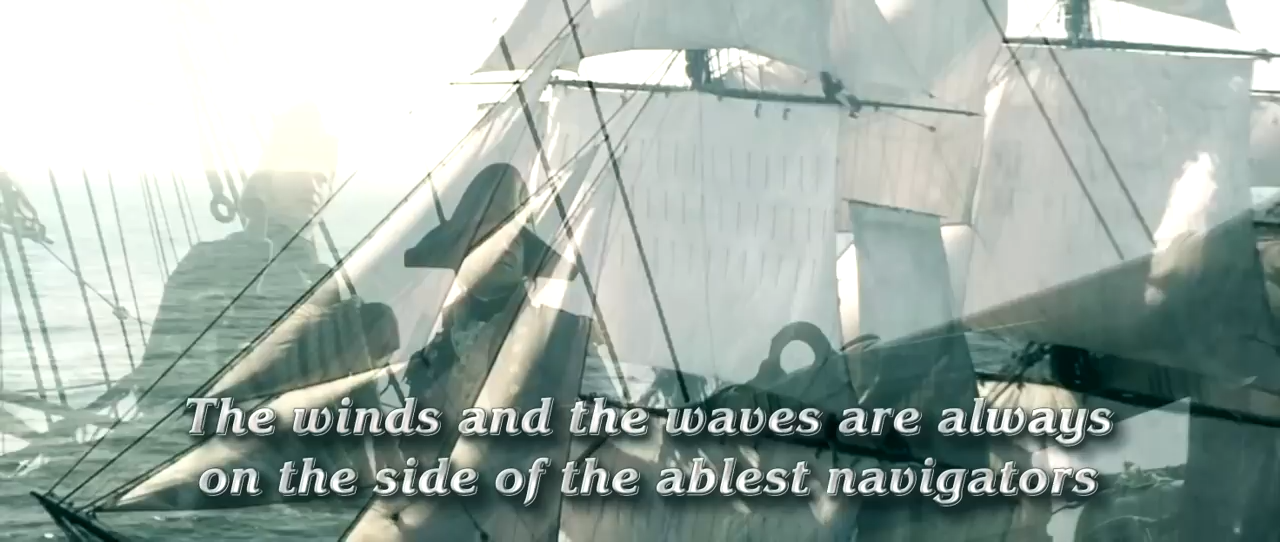 The winds and the waves are always
on the side of the ablest navigators